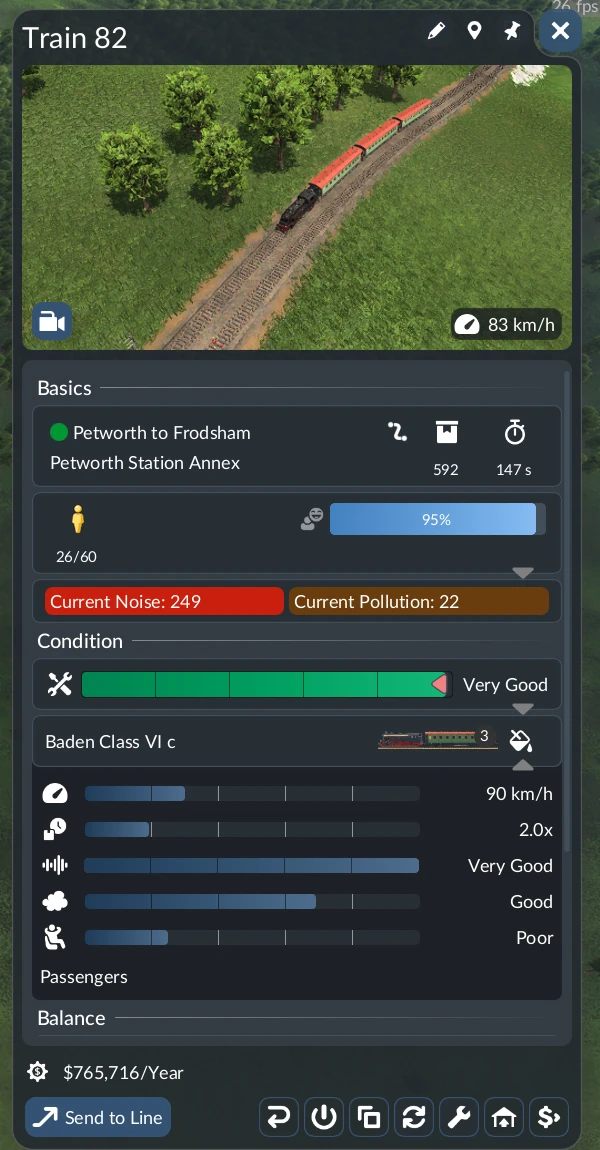 26 fps
Train 82
83 km/h
Basics
Petworth to Frodsham
Petworth Station Annex
592
147 s
95%
26/60
Current Noise: 249
Current Pollution: 22
Condition
Very Good
Baden Class VI c
3
90 km/h
2.0x
Very Good
Good
Poor
Passengers
Balance
$765,716/Year
Send to Line